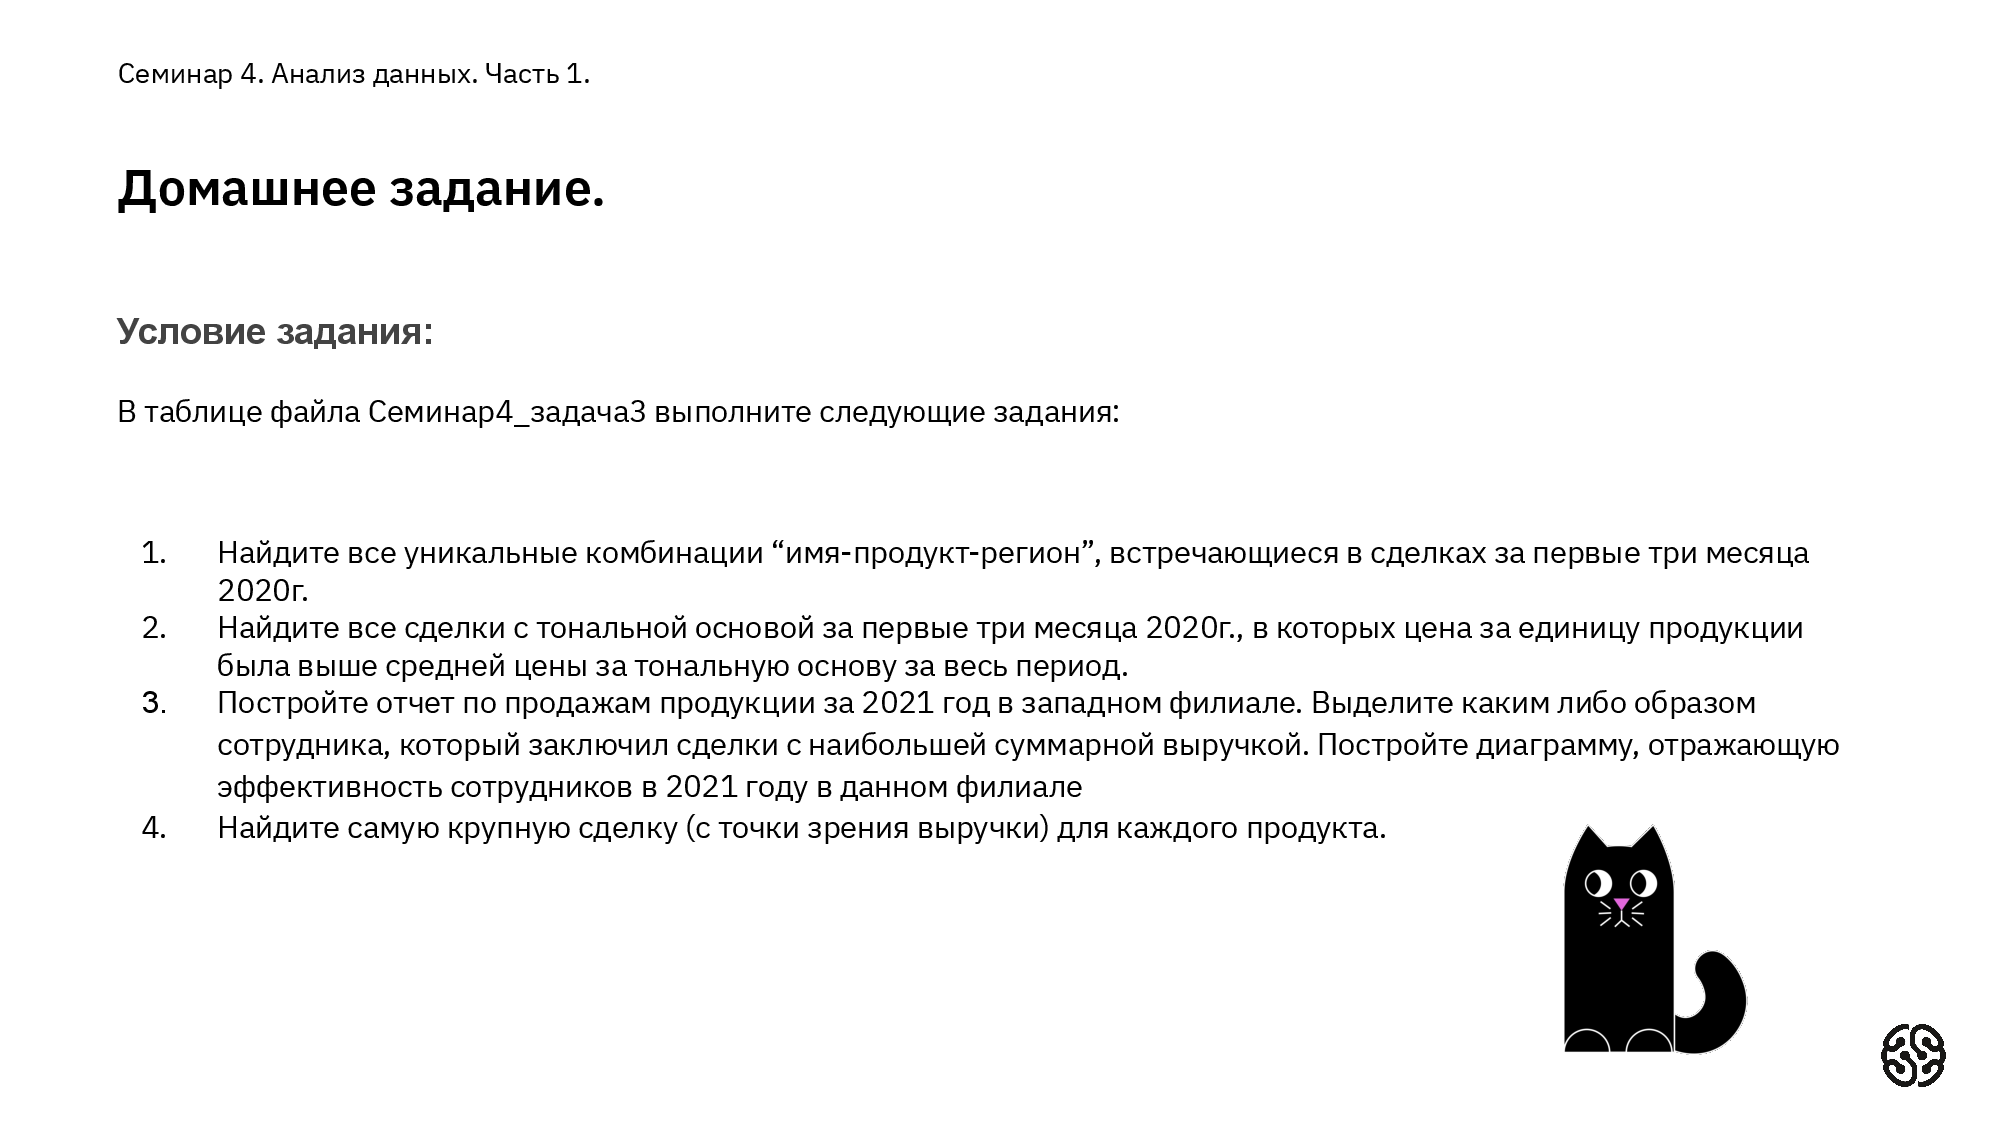 Семинар 4. Анализ данных. Часть 1.
Домашнее задание.
Условие задания:
В таблице файла Семинар4_задача3 выполните следующие задания:
1. Найдите все уникальные комбинации “имя-продукт-регион”, встречающиеся в сделках за первые три месяца
2020г.
2. Найдите все сделки с тональной основой за первые три месяца 2020г., в которых цена за единицу продукции
была выше средней цены за тональную основу за весь период.
3. Постройте отчет по продажам продукции за 2021 год в западном филиале. Выделите каким либо образом
сотрудника, который заключил сделки с наибольшей суммарной выручкой. Постройте диаграмму, отражающую
эффективность сотрудников в 2021 году в данном филиале
4. Найдите самую крупную сделку (с точки зрения выручки) для каждого продукта.